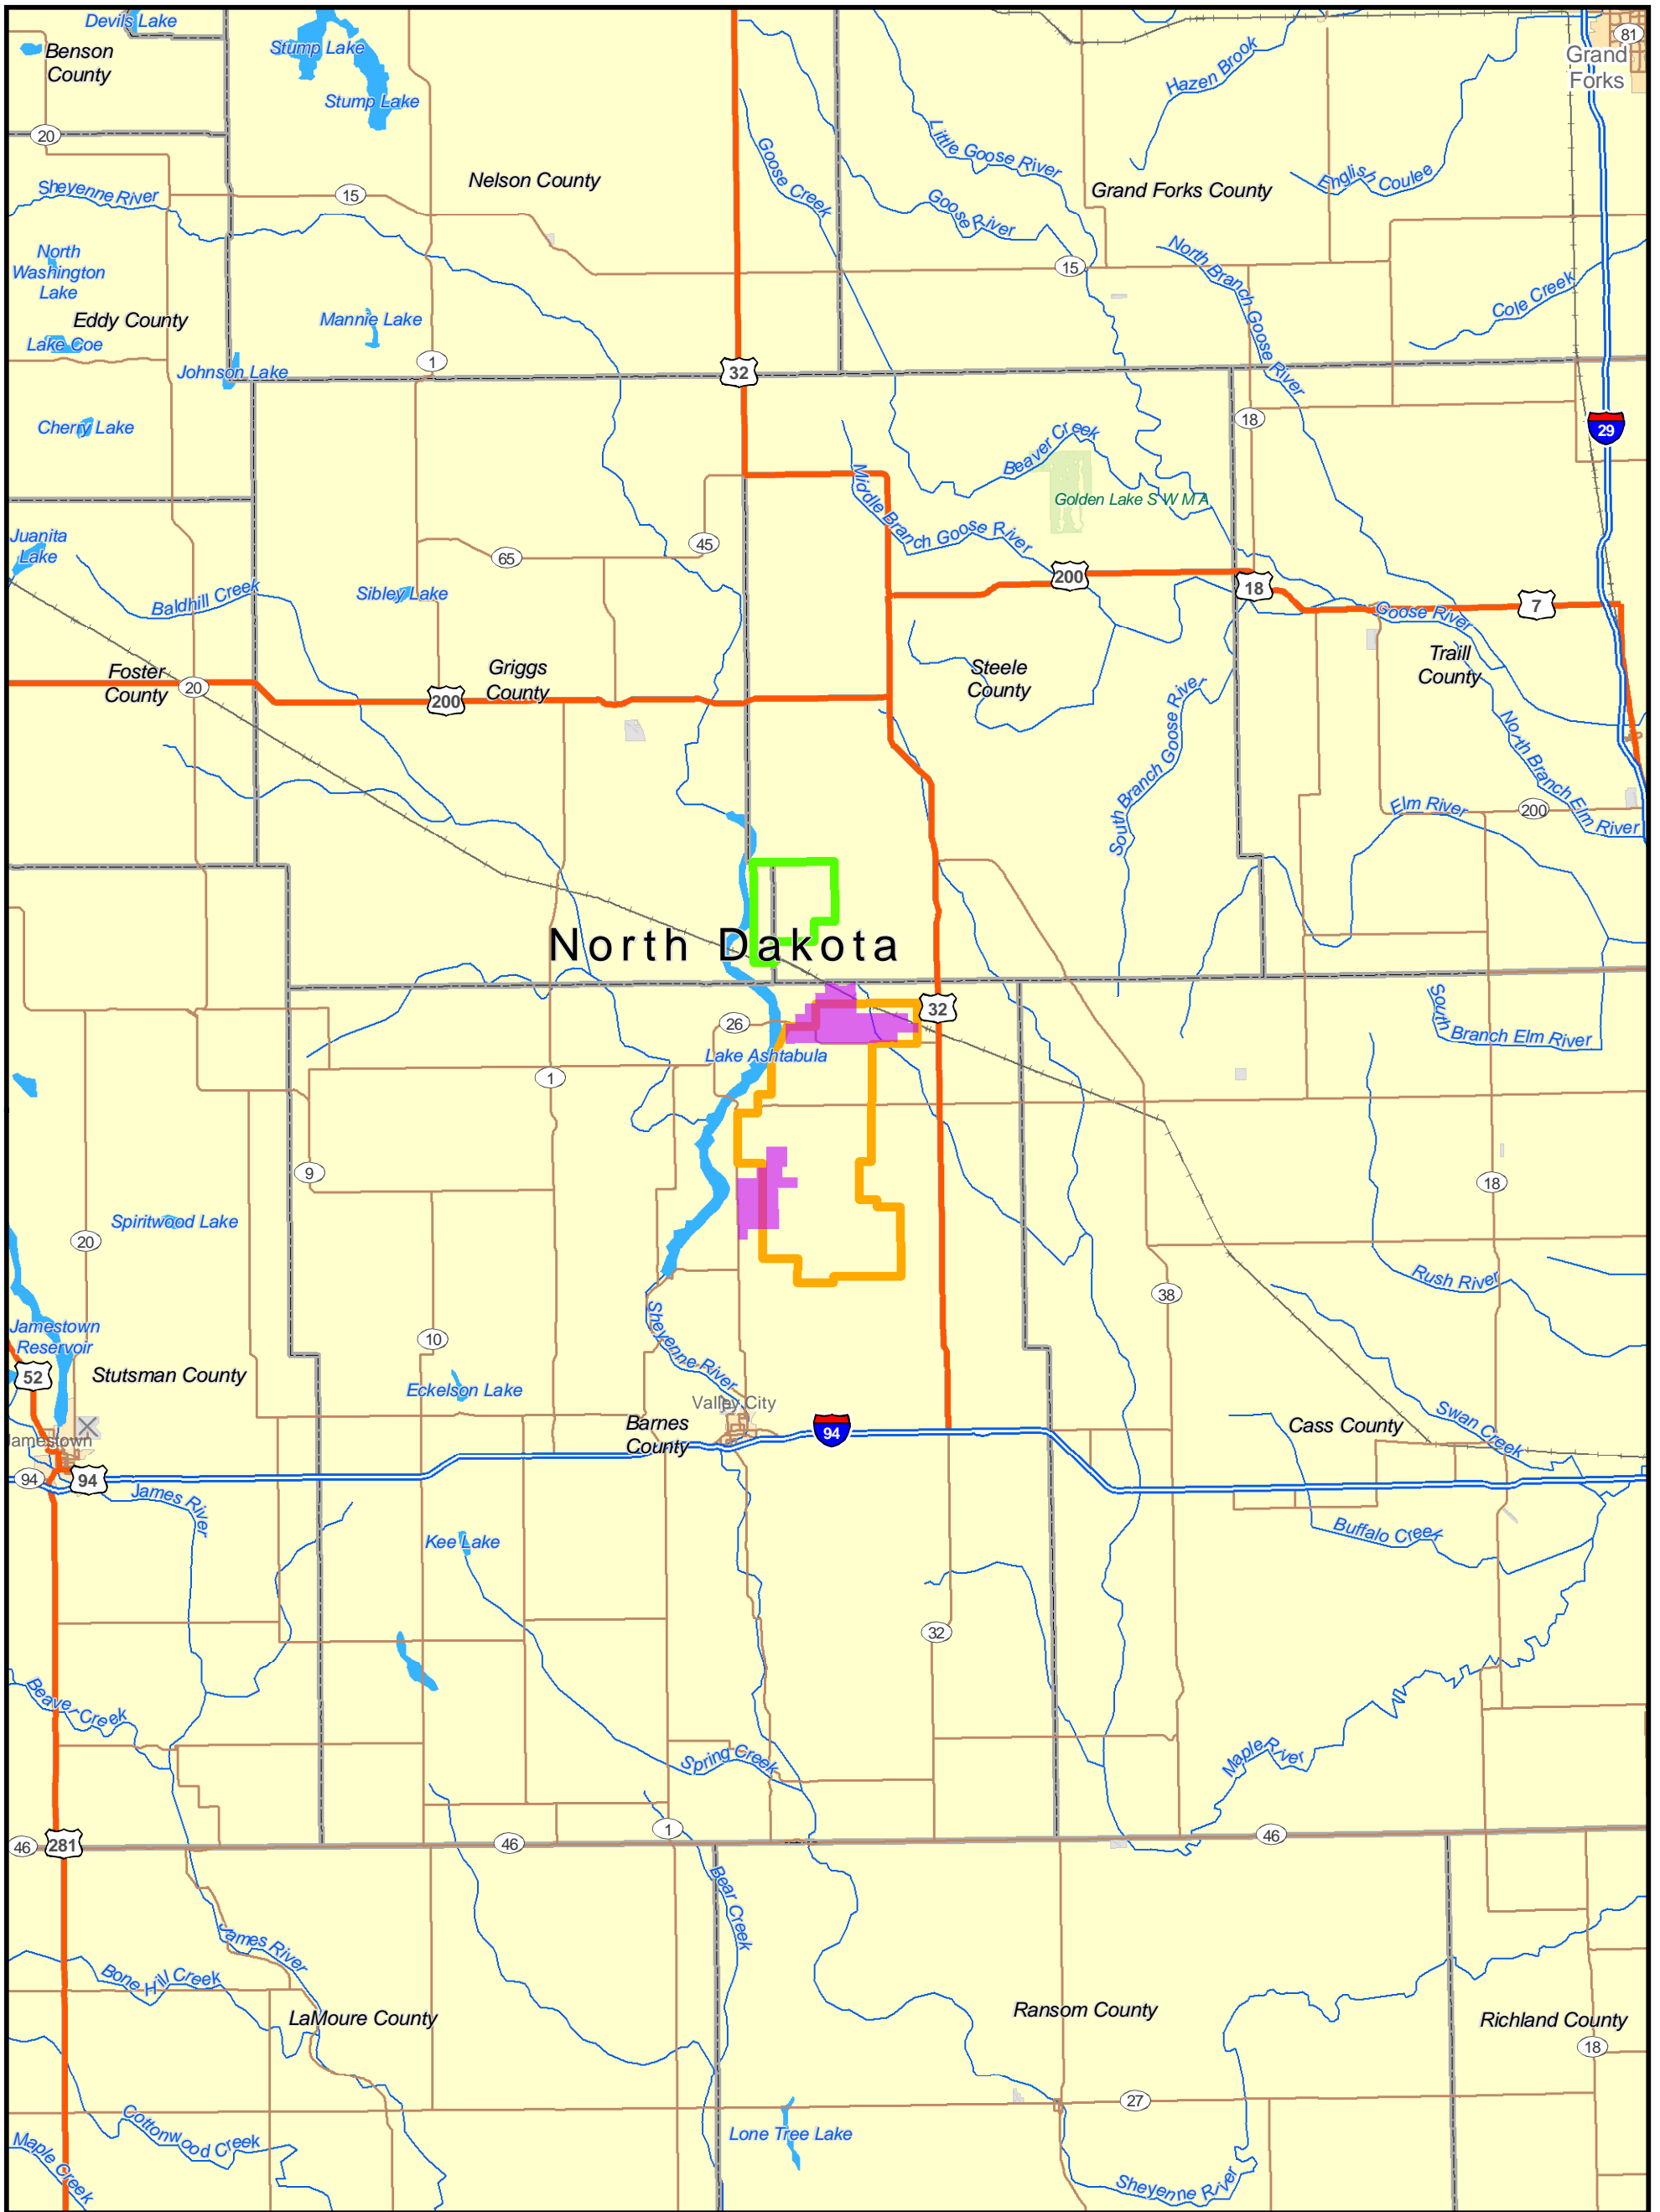 Devils Lake
Benson
County
Stump Lake
Stump Lake
Hazen Brook
81
Grand
Forks
20
Sheyenne River
15
Nelson County
Goose Creek
Little Goose River
Goose River
Grand Forks County
English Coulee
North
Washington
Lake
15
North Branch Goose River
Cole Creek
Eddy County
Lake Coe
Mannie Lake
Johnson Lake
1
32
18
29
Cherry Lake
Beaver Creek
Golden Lake S W M A
Middle Branch Goose River
Juanita
Lake
65
45
200
18
7
Baldhill Creek
Sibley Lake
Goose River
Foster
County
20
200
Griggs
County
Steele
County
Traill
County
South Branch Goose River
North Branch Elm River
Elm River
200
North Dakota
32
26
Lake Ashtabula
South Branch Elm River
1
9
18
Spiritwood Lake
20
Rush River
38
Jamestown
Reservoir
52
Stutsman County
10
Sheyenne River
Eckelson Lake
Valley City
Barnes
County
94
Cass County
Swan Creek
Jamestown
94
94
James River
Kee Lake
Buffalo Creek
32
Beaver Creek
Spring Creek
Maple River
46
281
46
1
46
Bear Creek
James River
Bone Hill Creek
LaMoure County
Ransom County
Richland County
18
27
Cottonwood Creek
Lone Tree Lake
Maple Creek
Sheyenne River